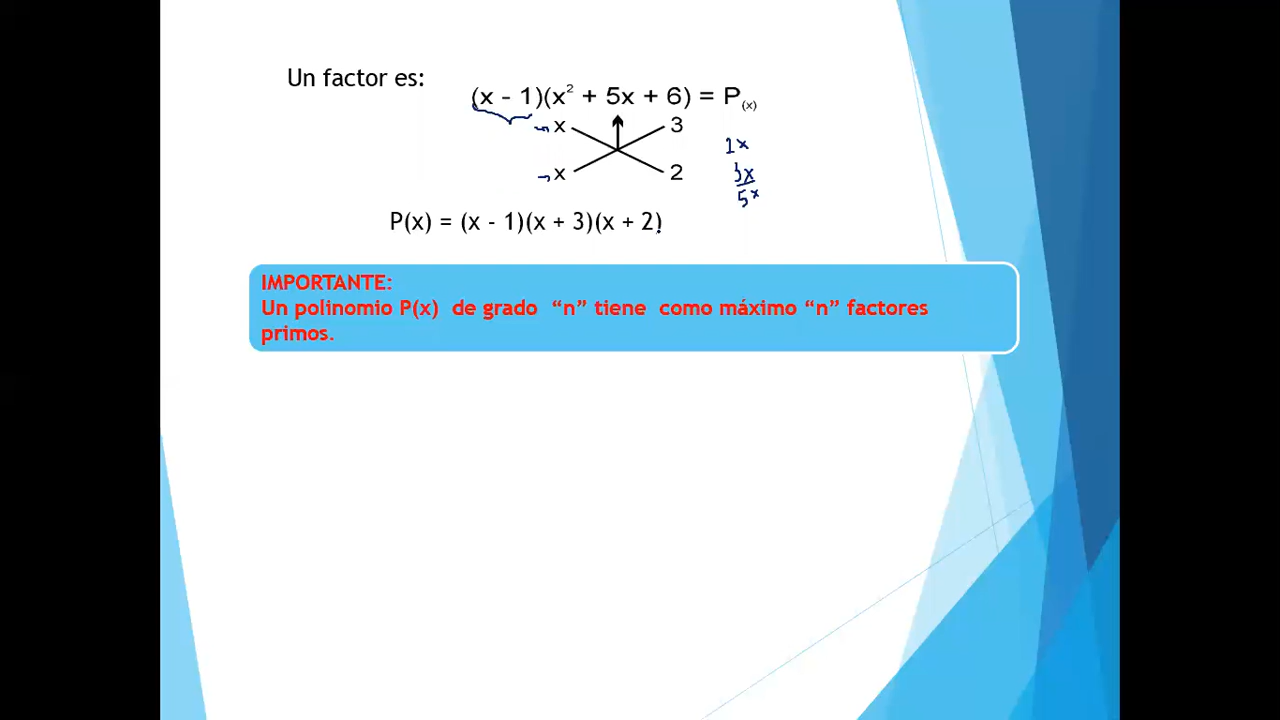 Un factor es:
(x - 1)(x² + 5x + 6) = P(x)
x 3
2x
x 2
3x
5x
P(x) = (x - 1)(x + 3)(x + 2)
IMPORTANTE:
Un polinomio P(x) de grado “n” tiene como máximo “n” factores
primos.